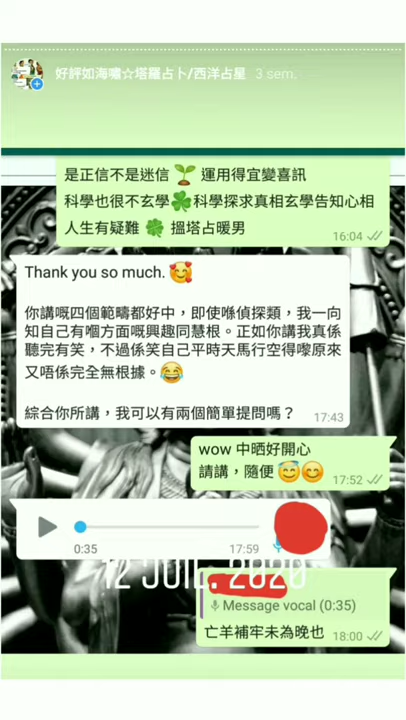 好評如海嘯☆塔羅占卜/西洋占星 3 sem.
是正信不是迷信🌱 運用得宜變喜訊
科學也很不玄學🍀科學探求真相玄學告知心相
人生有疑難 🍀 搵塔占暖男
16:04
Thank you so much. 🥰
你講嘅四個範疇都好中，即使喺偵探類，我一向
知自己有嗰方面嘅興趣同慧根。正如你講我真係
聽完有笑，不過係笑自己平時天馬行空得嚟原來
又唔係完全無根據。😂
綜合你所講，我可以有兩個簡單提問嗎？ 17:43
wow 中晒好開心
請講，隨便 😇😊 17:52
0:35 17:59
12 JUIL. 2020
Message vocal (0:35)
亡羊補牢未為晚也 18:00